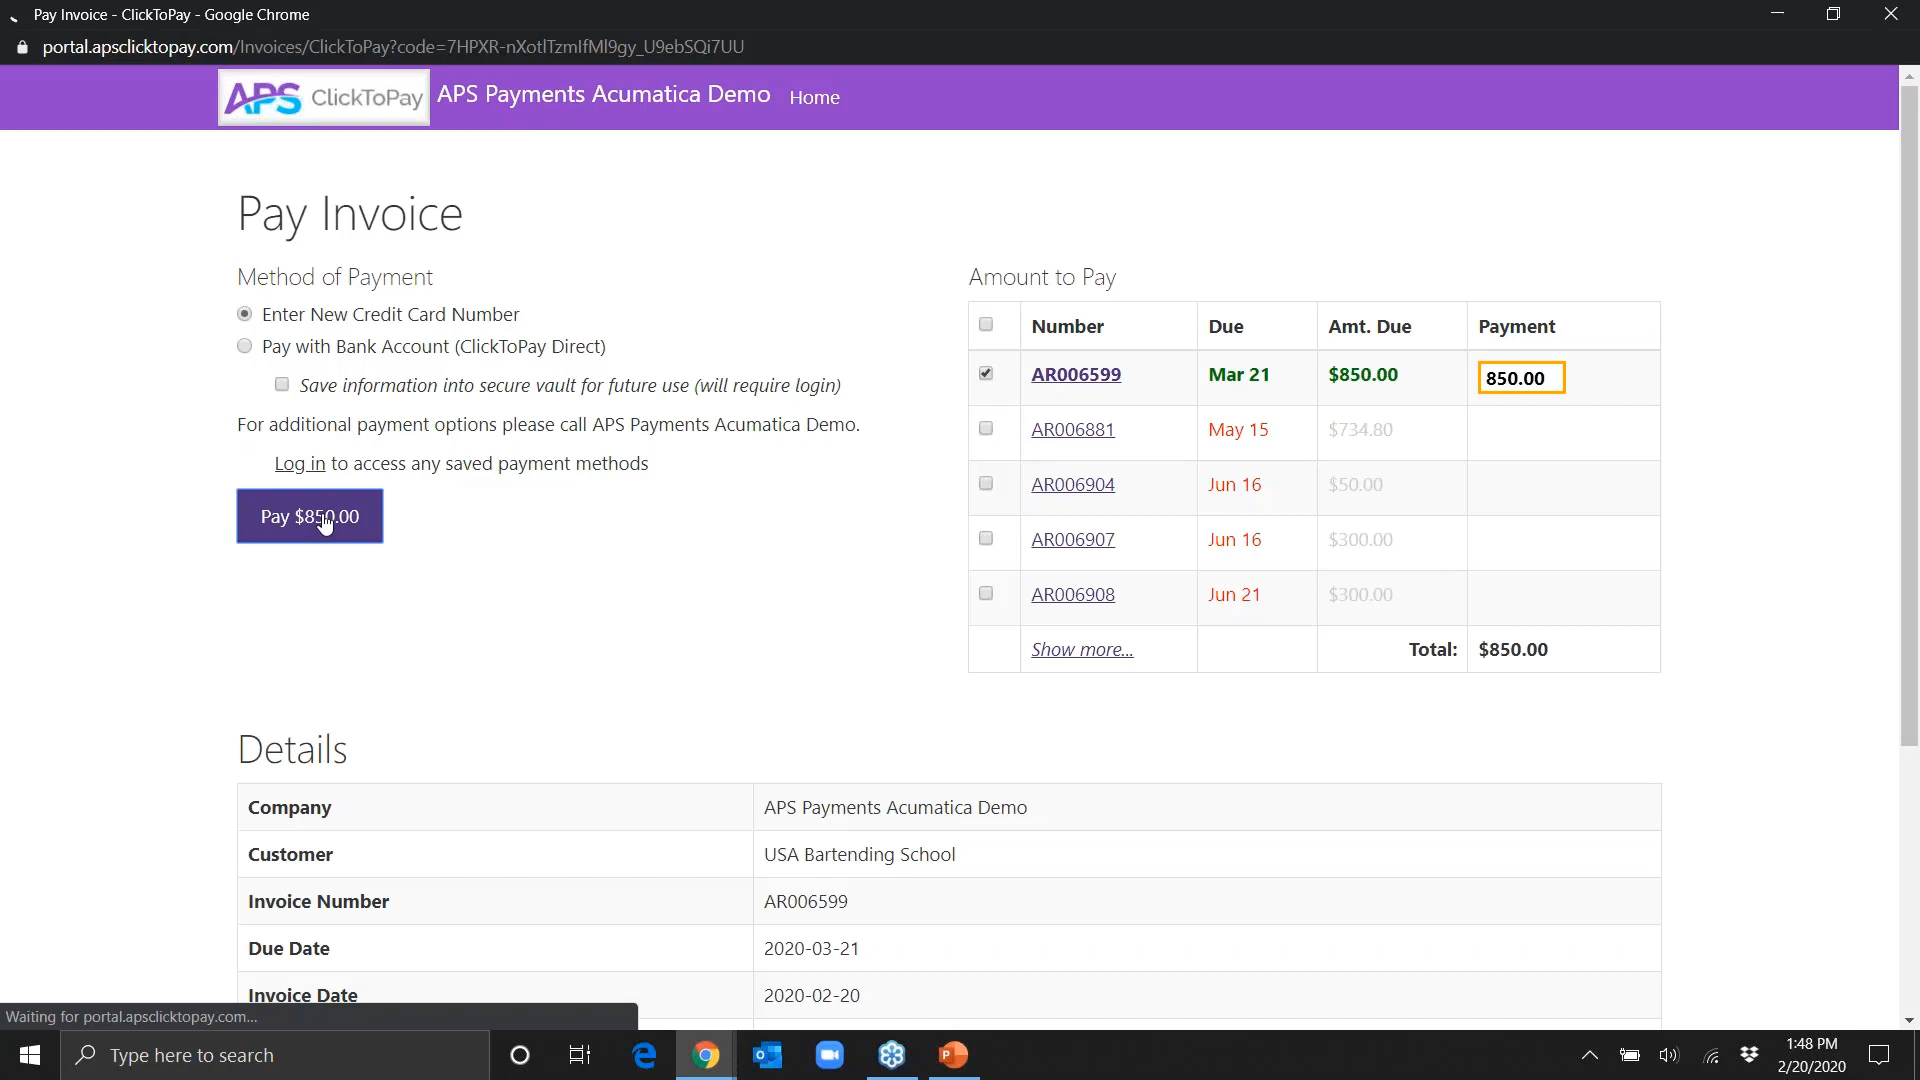 Pay Invoice - ClickToPay - Google Chrome
portal.apsclicktopay.com/Invoices/ClickToPay?code=7HPXR-nXotlTzmIfMl9gy_U9ebSQi7UU
APS ClickToPay APS Payments Acumatica Demo Home
Pay Invoice
Method of Payment
Enter New Credit Card Number
Pay with Bank Account (ClickToPay Direct)
Save information into secure vault for future use (will require login)
For additional payment options please call APS Payments Acumatica Demo.
Log in to access any saved payment methods
Pay $850.00
Amount to Pay
Number Due Amt. Due Payment
AR006599 Mar 21 $850.00 850.00
AR006881 May 15 $734.80
AR006904 Jun 16 $50.00
AR006907 Jun 16 $300.00
AR006908 Jun 21 $300.00
Show more... Total: $850.00
Details
Company APS Payments Acumatica Demo
Customer USA Bartending School
Invoice Number AR006599
Due Date 2020-03-21
Invoice Date 2020-02-20
Waiting for portal.apsclicktopay.com...
Type here to search
1:48 PM
2/20/2020